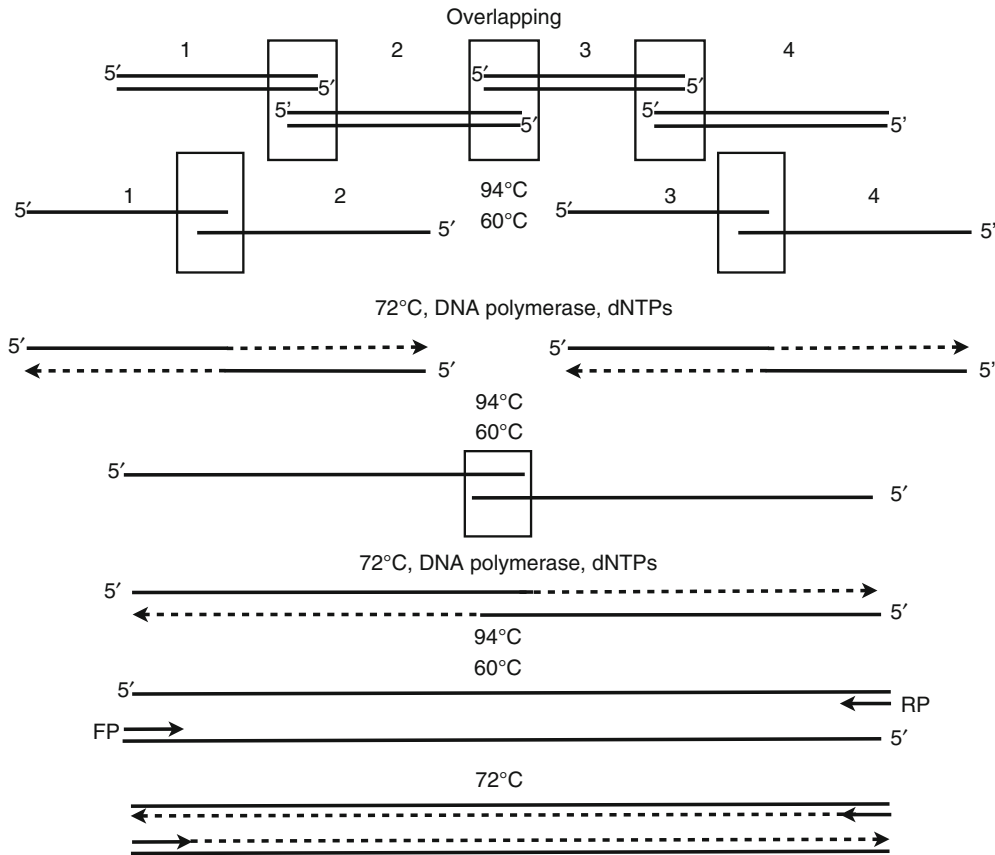 Overlapping
1 2 3 4
5′ 5′ 5′ 5′
5' 5′ 5′ 5'
1 2 94°C 3 4
5′ 5′ 60°C 5′ 5'
72°C, DNA polymerase, dNTPs
5′ 5′
5′ 5'
94°C
60°C
5′
5′
72°C, DNA polymerase, dNTPs
5′
5′
94°C
60°C
5′
RP
FP
5′
72°C